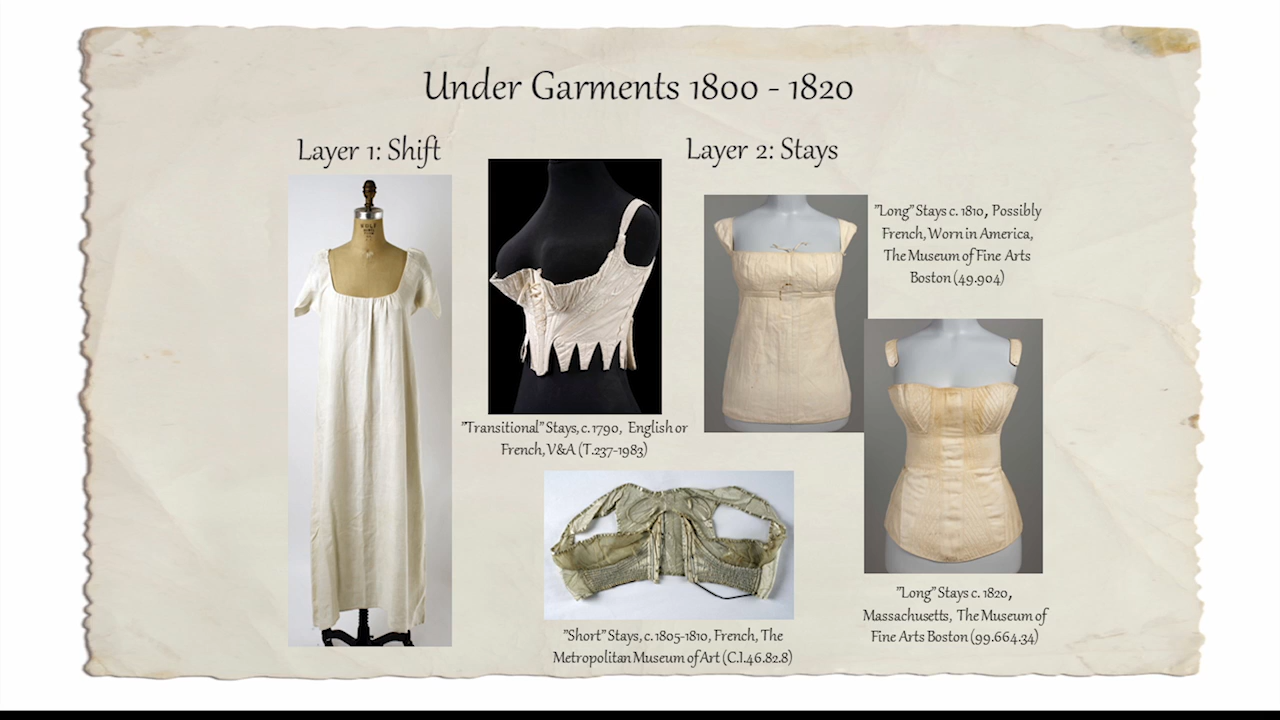 Under Garments 1800 - 1820
Layer 1: Shift
Layer 2: Stays
"Transitional" Stays, c. 1790, English or
French, V&A (T.237-1983)
"Short" Stays, c. 1805-1810, French, The
Metropolitan Museum of Art (C.I.46.82.8)
"Long" Stays c. 1810, Possibly
French, Worn in America,
The Museum of Fine Arts
Boston (49.904)
"Long" Stays c. 1820,
Massachusetts, The Museum of
Fine Arts Boston (99.664.34)